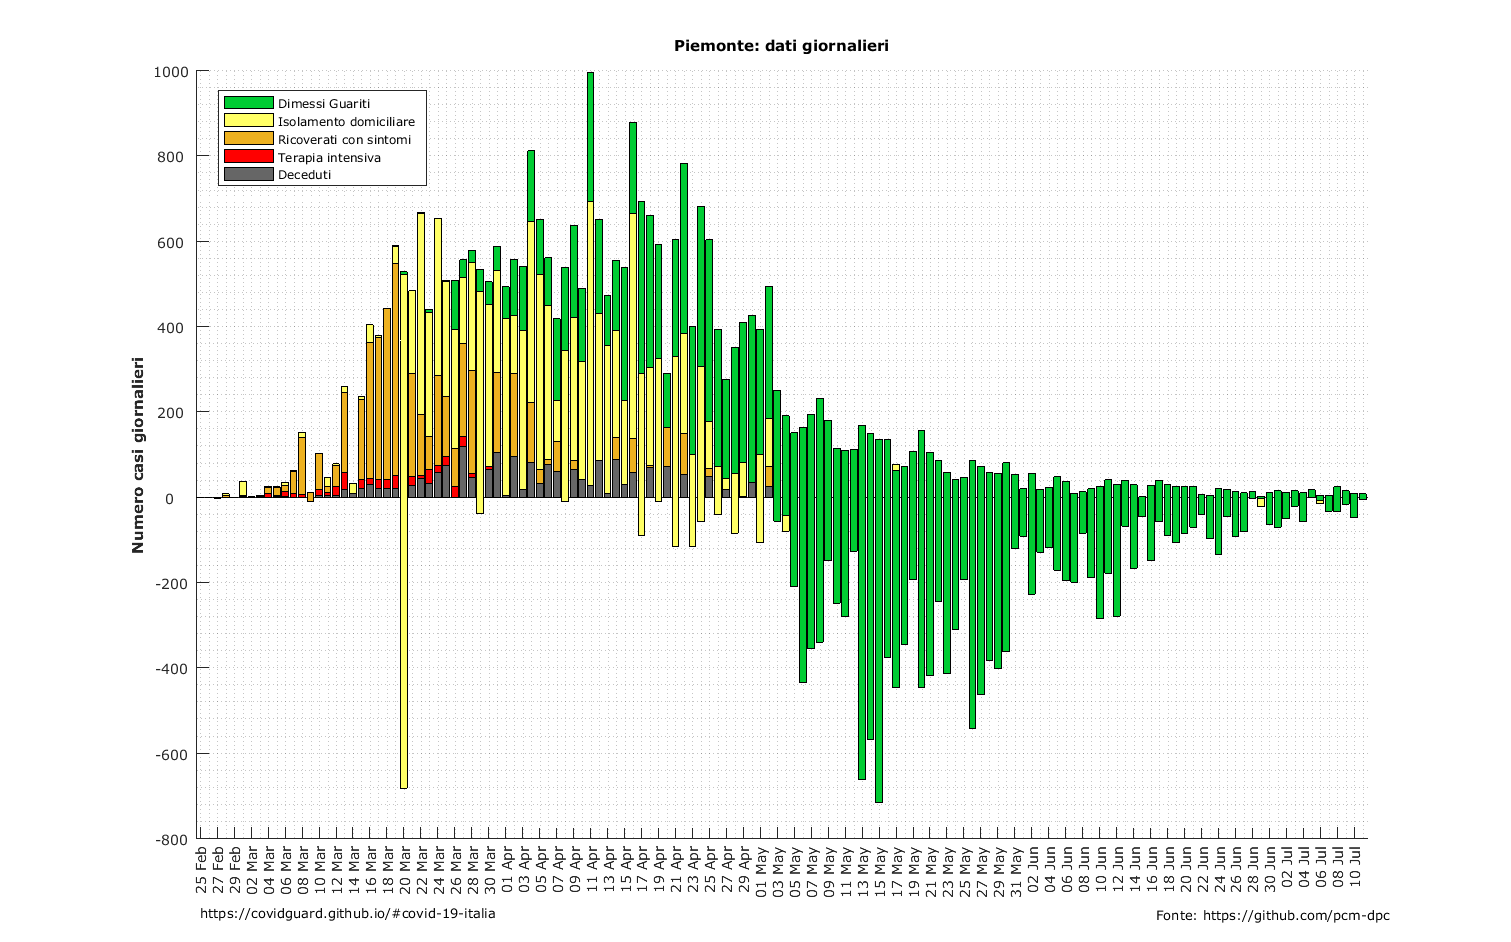 Piemonte: dati giornalieri
1000
800
600
400
200
0
-200
-400
-600
-800
Numero casi giornalieri
Dimessi Guariti
Isolamento domiciliare
Ricoverati con sintomi
Terapia intensiva
Deceduti
25 Feb
27 Feb
29 Feb
02 Mar
04 Mar
06 Mar
08 Mar
10 Mar
12 Mar
14 Mar
16 Mar
18 Mar
20 Mar
22 Mar
24 Mar
26 Mar
28 Mar
30 Mar
01 Apr
03 Apr
05 Apr
07 Apr
09 Apr
11 Apr
13 Apr
15 Apr
17 Apr
19 Apr
21 Apr
23 Apr
25 Apr
27 Apr
29 Apr
01 May
03 May
05 May
07 May
09 May
11 May
13 May
15 May
17 May
19 May
21 May
23 May
25 May
27 May
29 May
31 May
02 Jun
04 Jun
06 Jun
08 Jun
10 Jun
12 Jun
14 Jun
16 Jun
18 Jun
20 Jun
22 Jun
24 Jun
26 Jun
28 Jun
30 Jun
02 Jul
04 Jul
06 Jul
08 Jul
10 Jul
https://covidguard.github.io/#covid-19-italia
Fonte: https://github.com/pcm-dpc